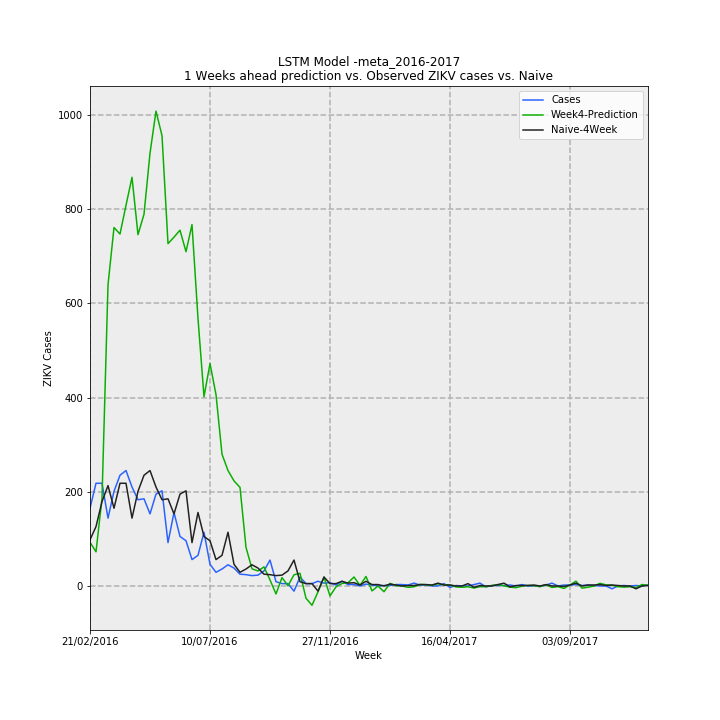 LSTM Model -meta_2016-2017
1 Weeks ahead prediction vs. Observed ZIKV cases vs. Naive
Cases
Week4-Prediction
Naive-4Week
1000
800
600
400
200
0
ZIKV Cases
21/02/2016
10/07/2016
27/11/2016
16/04/2017
03/09/2017
Week